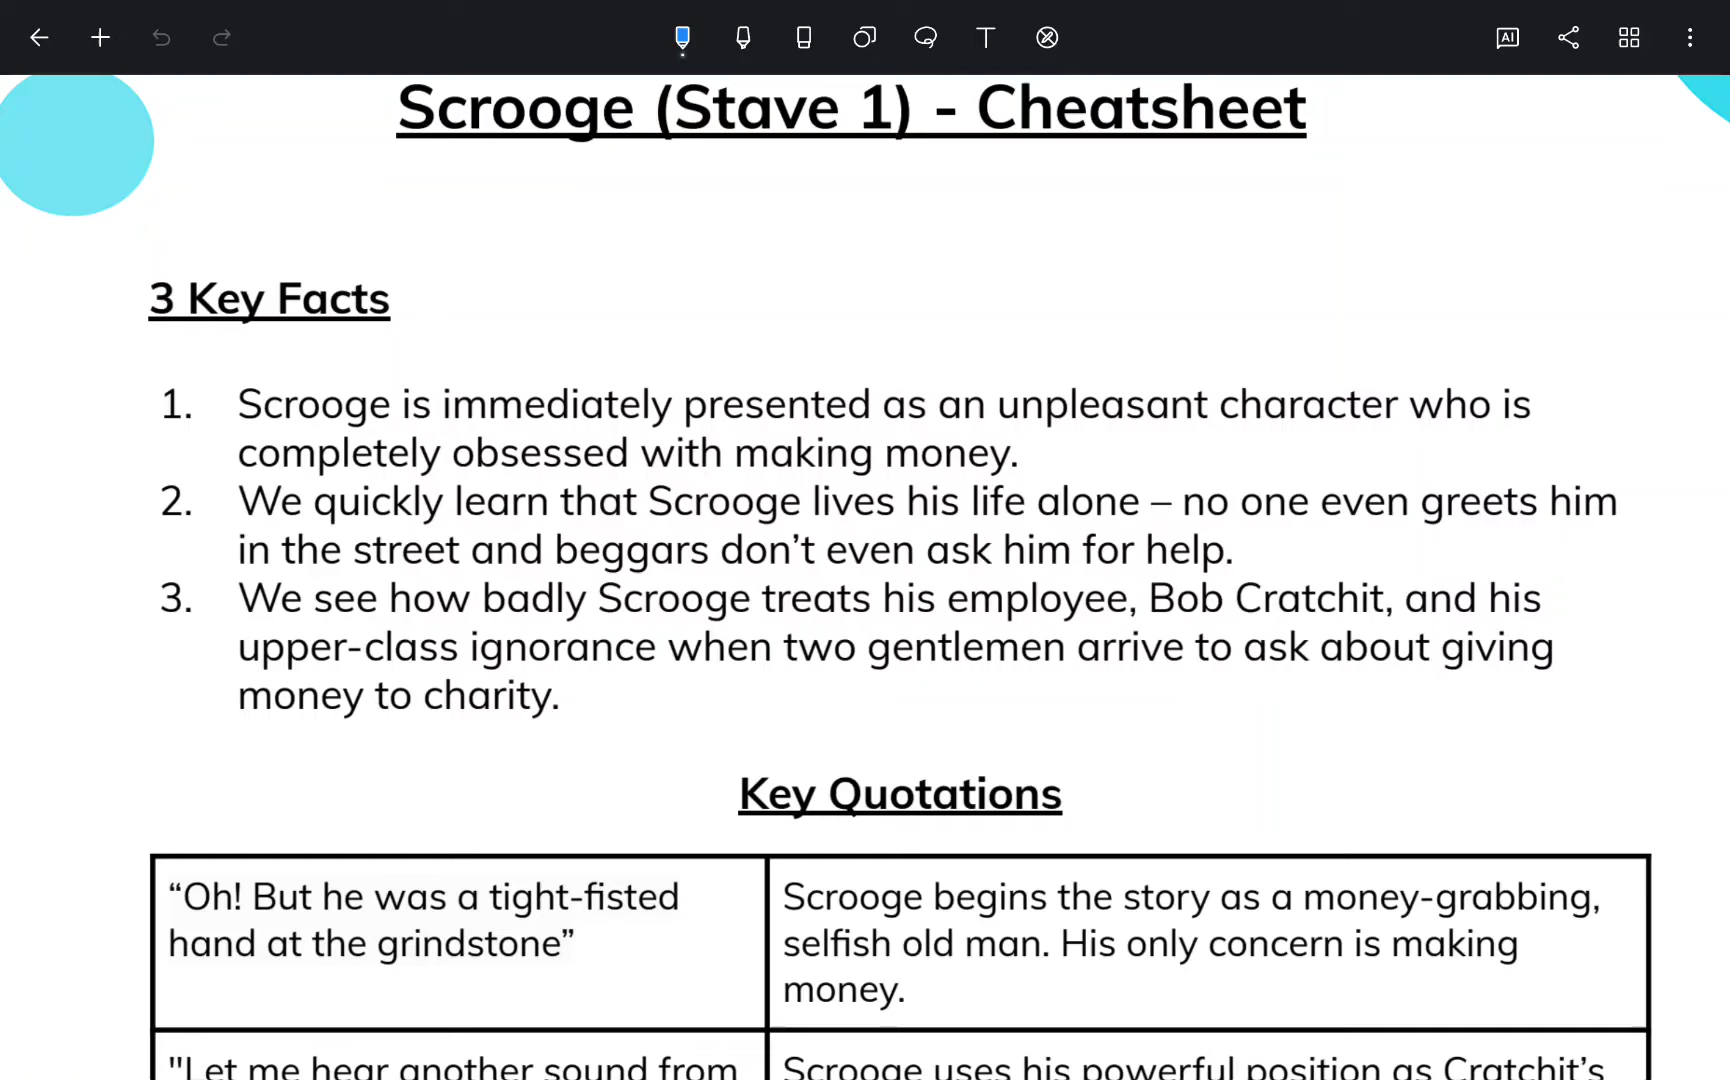 Scrooge (Stave 1) - Cheatsheet
3 Key Facts
1. Scrooge is immediately presented as an unpleasant character who is
completely obsessed with making money.
2. We quickly learn that Scrooge lives his life alone – no one even greets him
in the street and beggars don’t even ask him for help.
3. We see how badly Scrooge treats his employee, Bob Cratchit, and his
upper-class ignorance when two gentlemen arrive to ask about giving
money to charity.
Key Quotations
“Oh! But he was a tight-fisted
hand at the grindstone”
Scrooge begins the story as a money-grabbing,
selfish old man. His only concern is making
money.
"Let me hear another sound from
Scrooge uses his powerful position as Cratchit’s